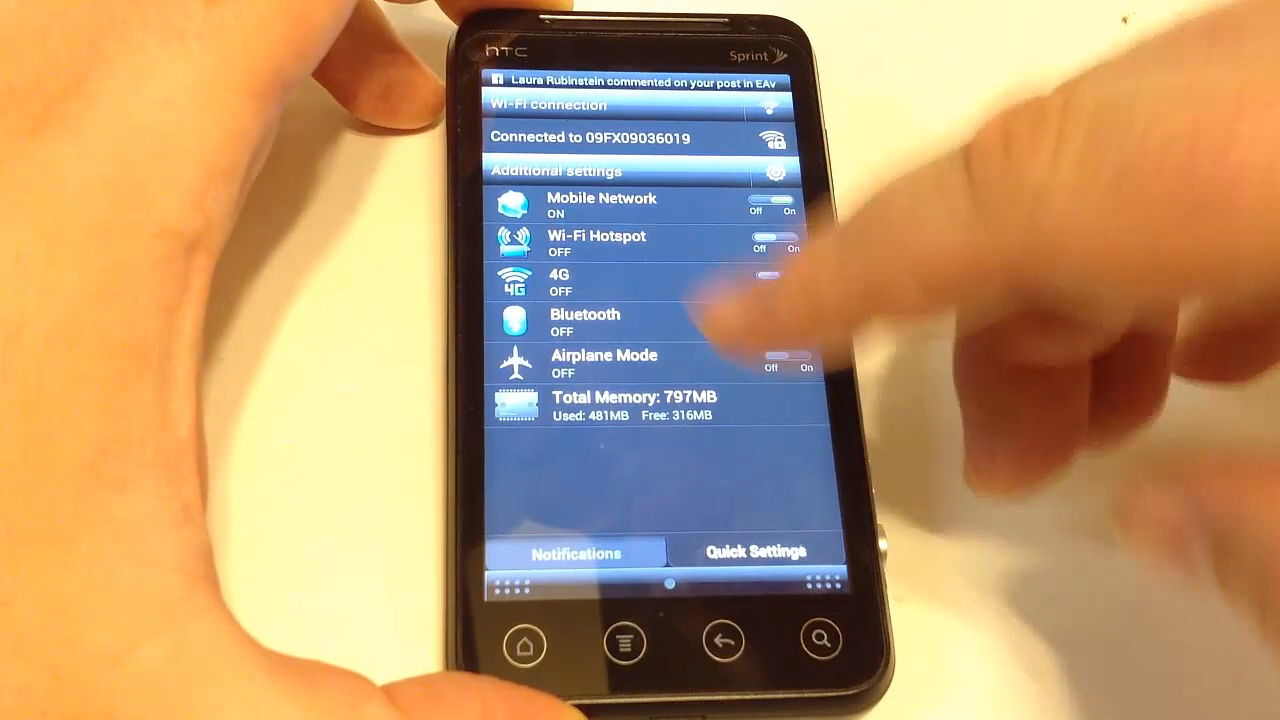 hTC
Sprint
Laura Rubinstein commented on your post in EAv
Wi-Fi connection
Connected to 09FX09036019
Additional settings
Mobile Network
ON
Off On
Wi-Fi Hotspot
OFF
Off On
4G
4G
OFF
Bluetooth
OFF
Airplane Mode
OFF
Off On
Total Memory: 797MB
Used: 481MB Free: 316MB
Notifications
Quick Settings